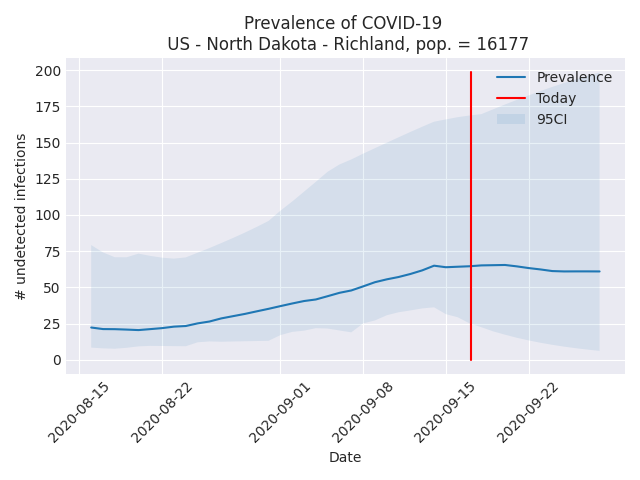 Prevalence of COVID-19
US - North Dakota - Richland, pop. = 16177
200
175
150
125
100
75
50
25
0
# undetected infections
Prevalence
Today
95CI
2020-08-15
2020-08-22
2020-09-01
2020-09-08
2020-09-15
2020-09-22
Date